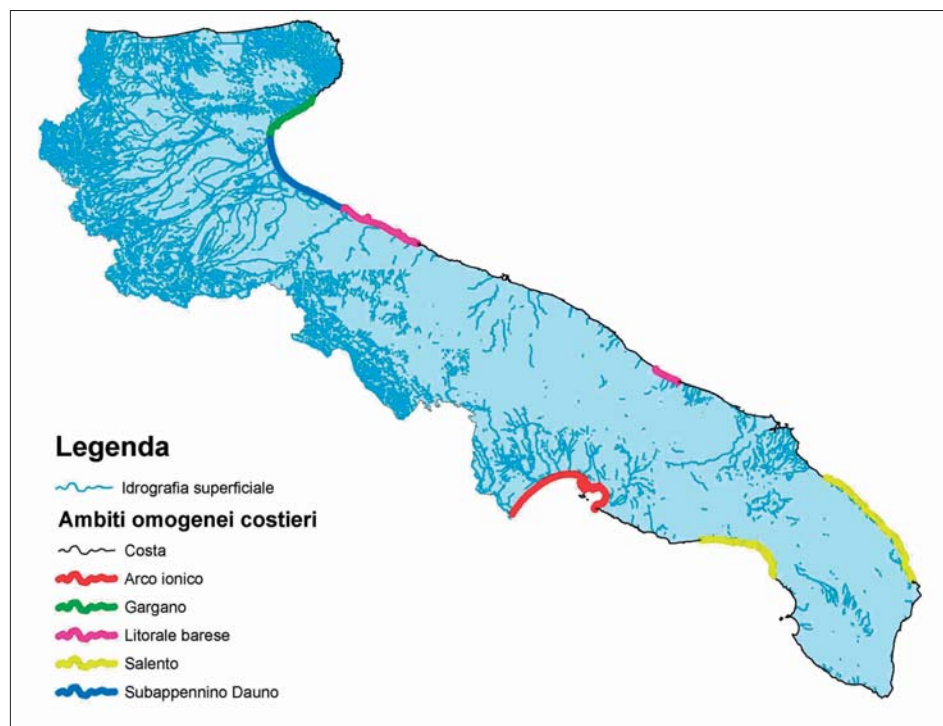 Legenda
Idrografia superficiale
Ambiti omogenei costieri
Costa
Arco ionico
Gargano
Litorale barese
Salento
Subappennino Dauno